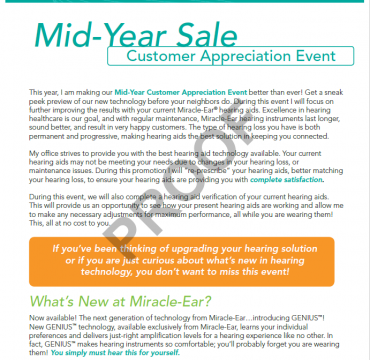 Mid-Year Sale
Customer Appreciation Event
This year, I am making our Mid-Year Customer Appreciation Event better than ever! Get a sneak
peek preview of our new technology before your neighbors do. During this event I will focus on
further improving the results with your current Miracle-Ear® hearing aids. Excellence in hearing
healthcare is our goal, and with regular maintenance, Miracle-Ear hearing instruments last longer,
sound better, and result in very happy customers. The type of hearing loss you have is both
permanent and progressive, making hearing aids the best solution in keeping you connected.
My office strives to provide you with the best hearing aid technology available. Your current
hearing aids may not be meeting your needs due to changes in your hearing loss, or
maintenance issues. During this promotion I will "re-prescribe" your hearing aids, better matching
your hearing loss, to ensure your hearing aids are providing you with complete satisfaction.
During this event, we will also complete a hearing aid verification of your current hearing aids.
This will provide us an opportunity to see how your present hearing aids are working and allow me
to make any necessary adjustments for maximum performance, all while you are wearing them!
This, all at no cost to you.
PROOF
If you've been thinking of upgrading your hearing solution
or if you are just curious about what's new in hearing
technology, you don't want to miss this event!
What's New at Miracle-Ear?
Now available! The next generation of technology from Miracle-Ear...introducing GENIUS™!
New GENIUS™ technology, available exclusively from Miracle-Ear, learns your individual
preferences and delivers just-right amplification levels for a hearing experience like no other. In
fact, GENIUS™ makes hearing instruments so comfortable; you'll probably forget you are wearing
them! You simply must hear this for yourself.